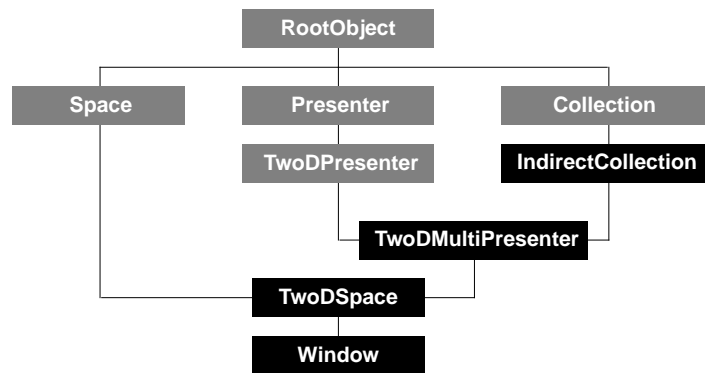 RootObject
Space
Presenter
Collection
TwoDPresenter
IndirectCollection
TwoDMultiPresenter
TwoDSpace
Window